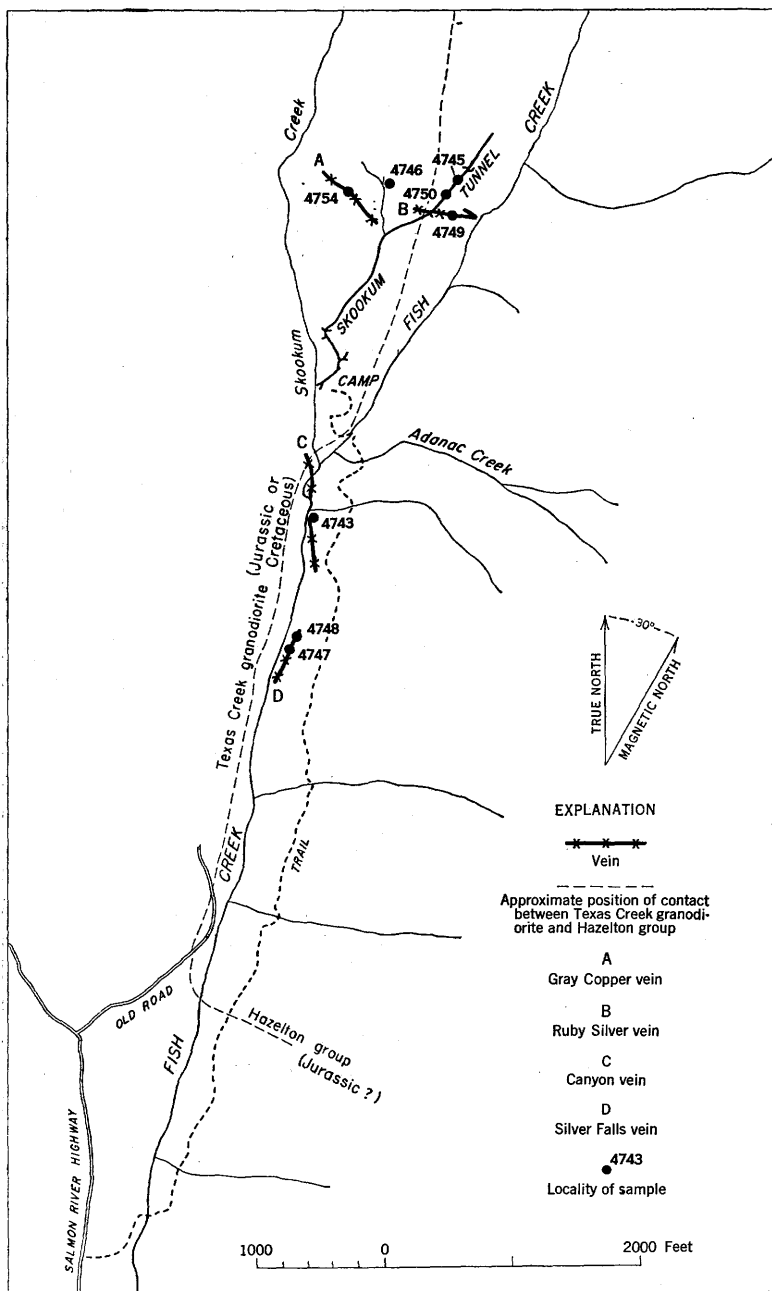 Creek
CREEK
A
4754
4746
4745
4750
TUNNEL
B
4749
SKOOKUM
FISH
Skookum
CAMP
C
Adanac Creek
4743
Texas Creek granodiorite (Jurassic or
Cretaceous)
4748
4747
D
30°
TRUE NORTH
MAGNETIC NORTH
CREEK
TRAIL
OLD ROAD
FISH
Hazelton group
(Jurassic ?)
SALMON RIVER HIGHWAY
EXPLANATION
Vein
Approximate position of contact
between Texas Creek granodi-
orite and Hazelton group
A
Gray Copper vein
B
Ruby Silver vein
C
Canyon vein
D
Silver Falls vein
4743
Locality of sample
1000 0 2000 Feet